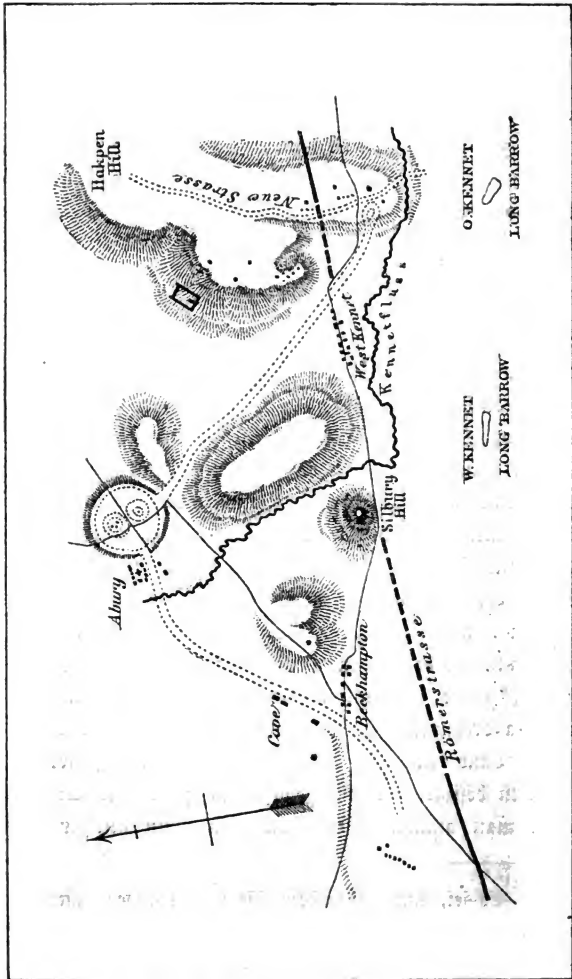 Hakpen
Hill
Neue Strasse
Abury
West Kennet
Kennetfluss
Cove
Silbury
Hill
Beckhampton
Römerstrasse
W. KENNET
LONG BARROW
O. KENNET
LONG BARROW